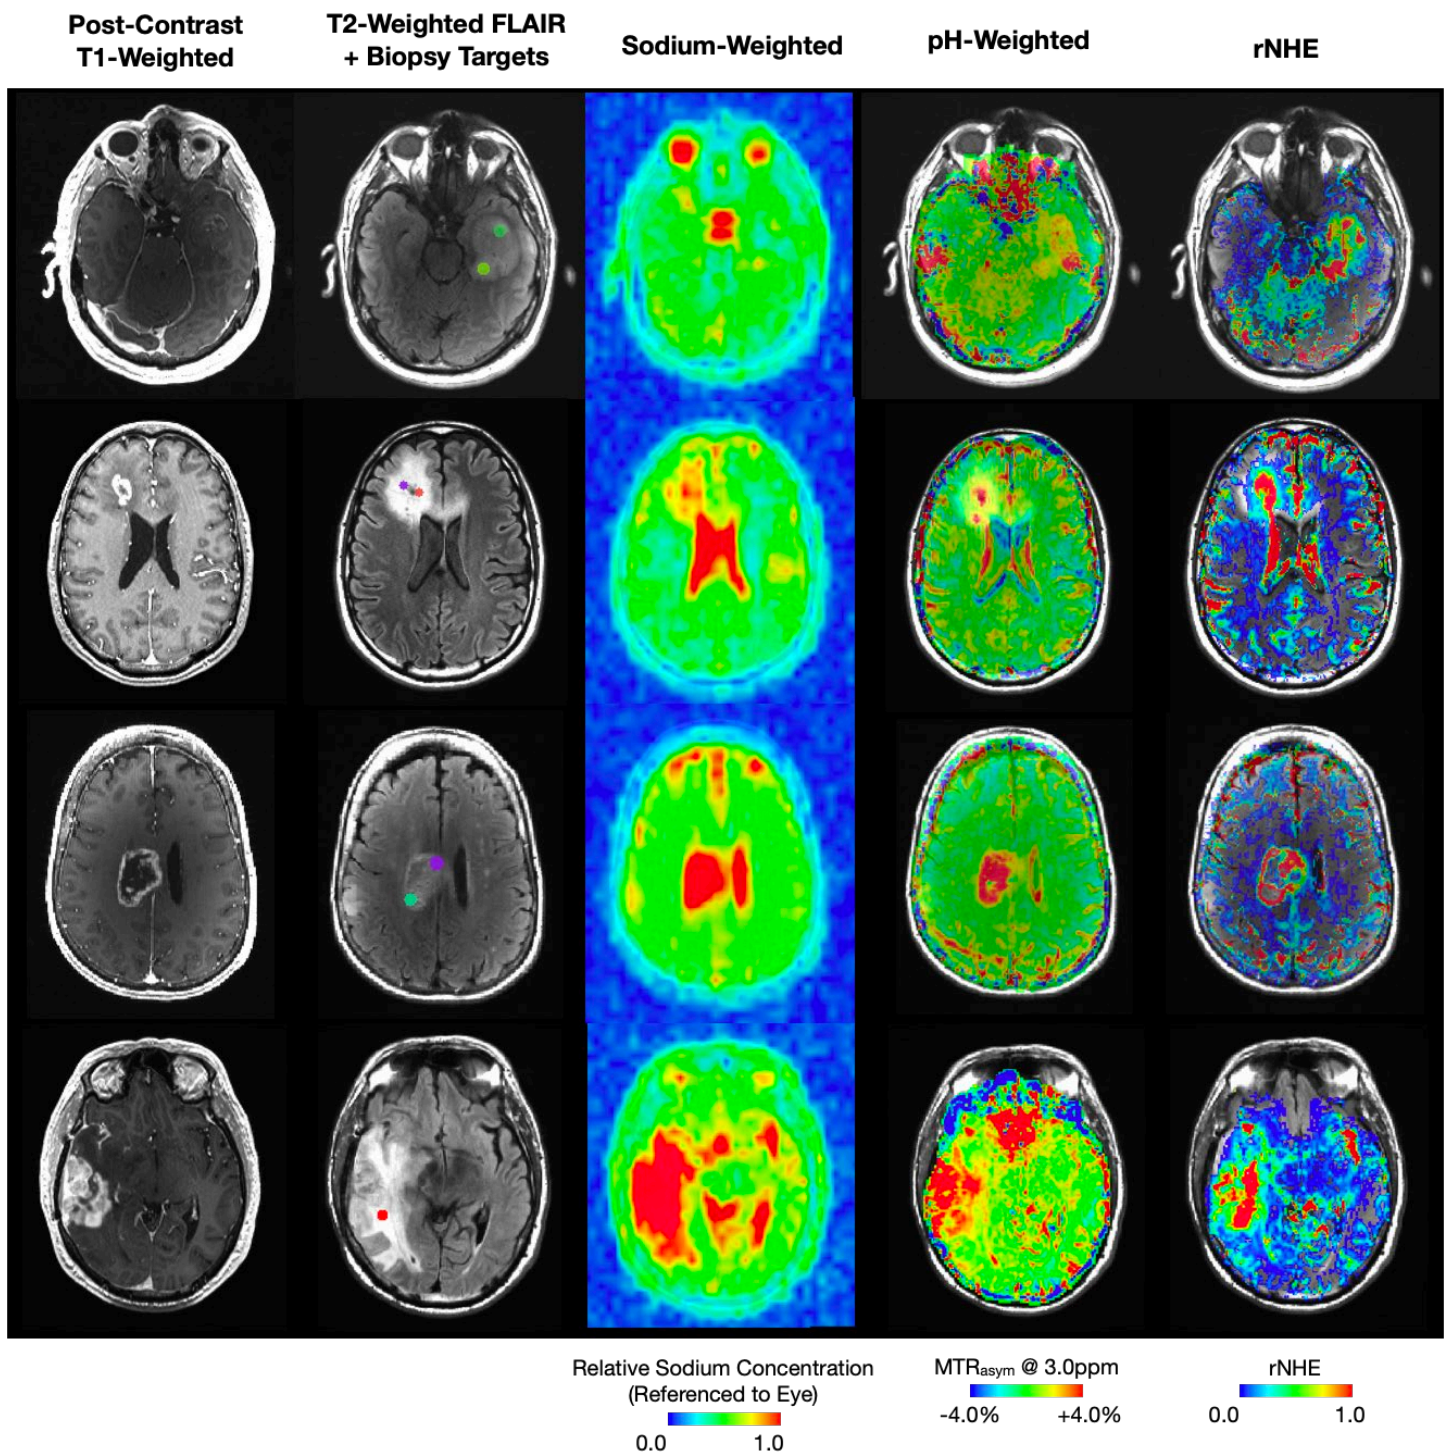 Post-Contrast
T1-Weighted
T2-Weighted FLAIR
+ Biopsy Targets
Sodium-Weighted
pH-Weighted
rNHE
Relative Sodium Concentration
(Referenced to Eye)
0.0 1.0
MTRasym @ 3.0ppm
-4.0% +4.0%
rNHE
0.0 1.0